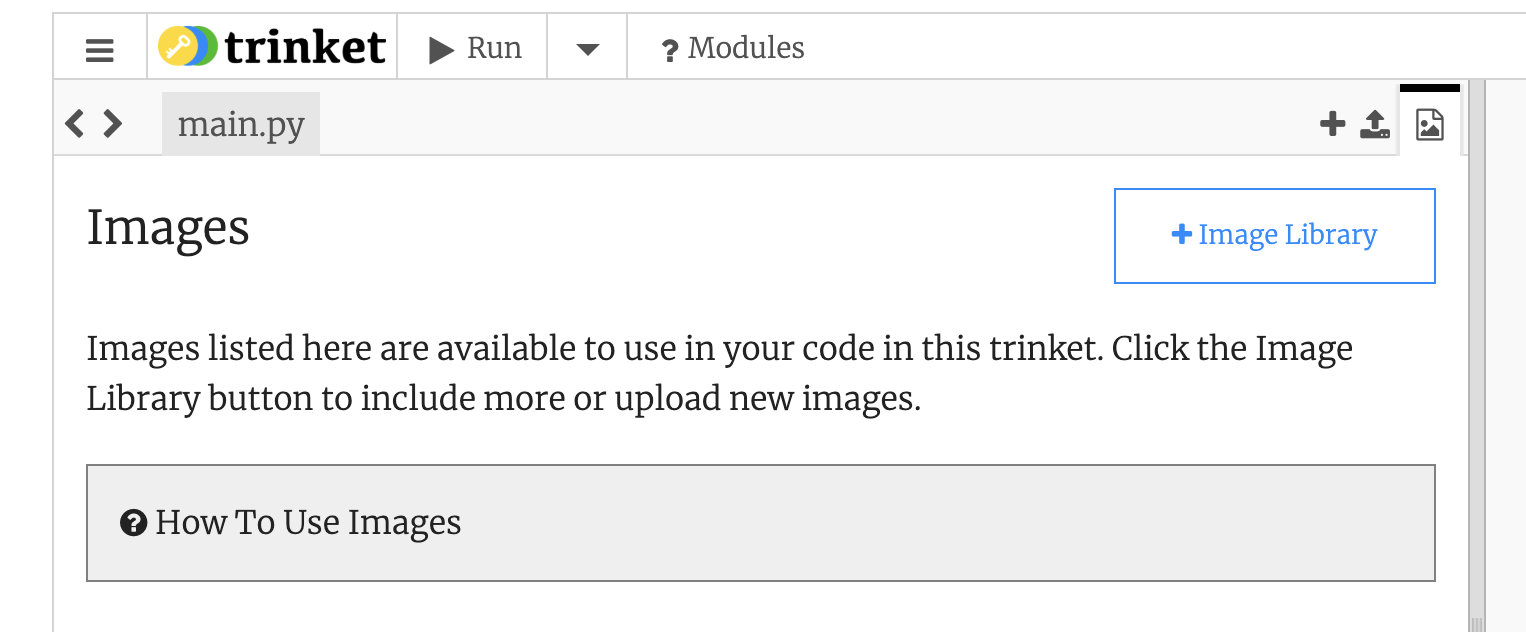 trinket Run ? Modules
main.py
Images
+ Image Library
Images listed here are available to use in your code in this trinket. Click the Image
Library button to include more or upload new images.
? How To Use Images